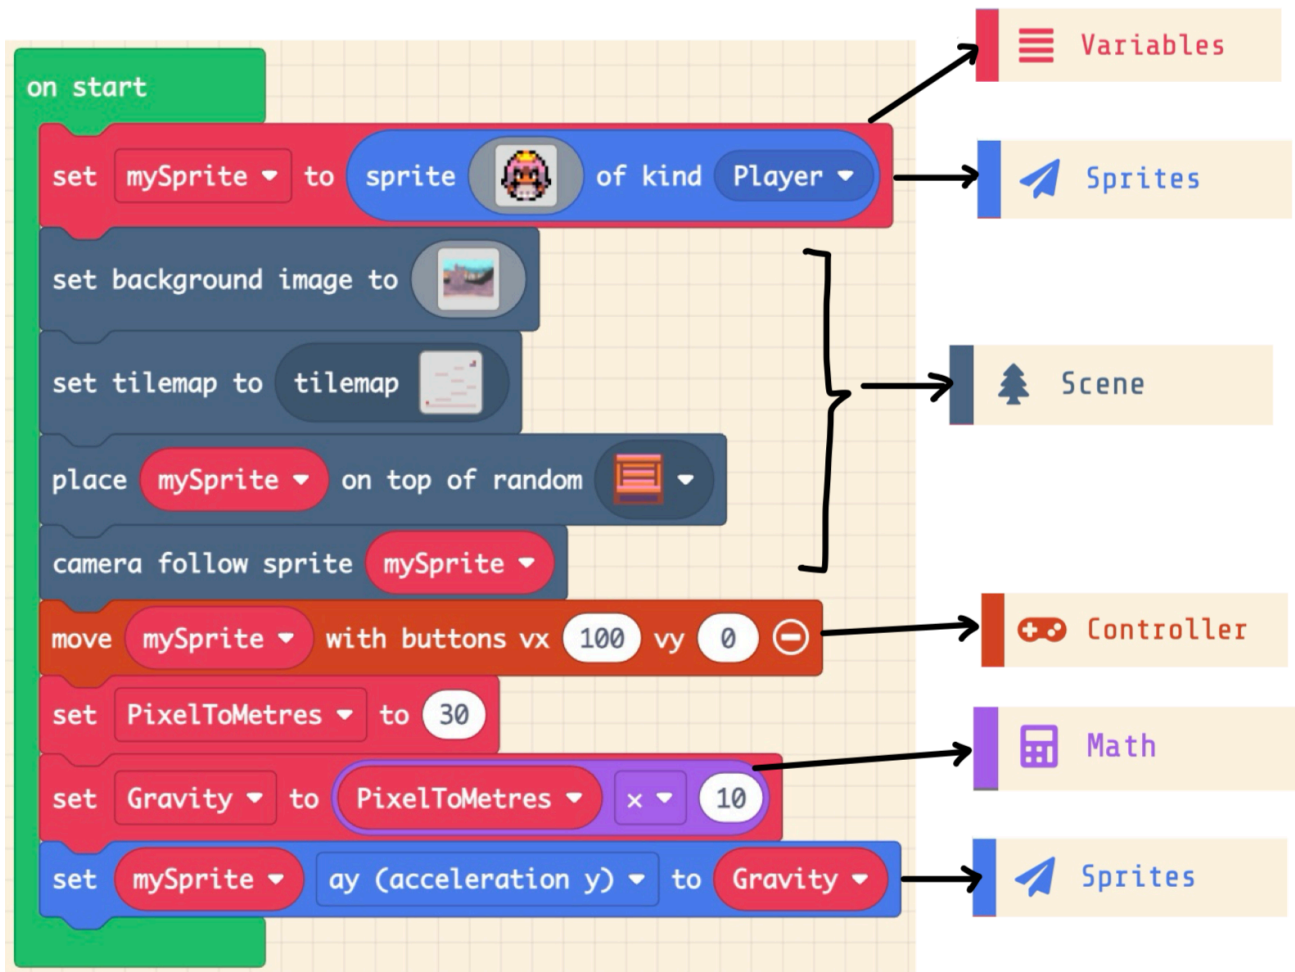 on start
set mySprite to sprite of kind Player
set background image to
set tilemap to tilemap
place mySprite on top of random
camera follow sprite mySprite
move mySprite with buttons vx 100 vy 0
set PixelToMetres to 30
set Gravity to PixelToMetres × 10
set mySprite ay (acceleration y) to Gravity
Variables
Sprites
Scene
Controller
Math
Sprites